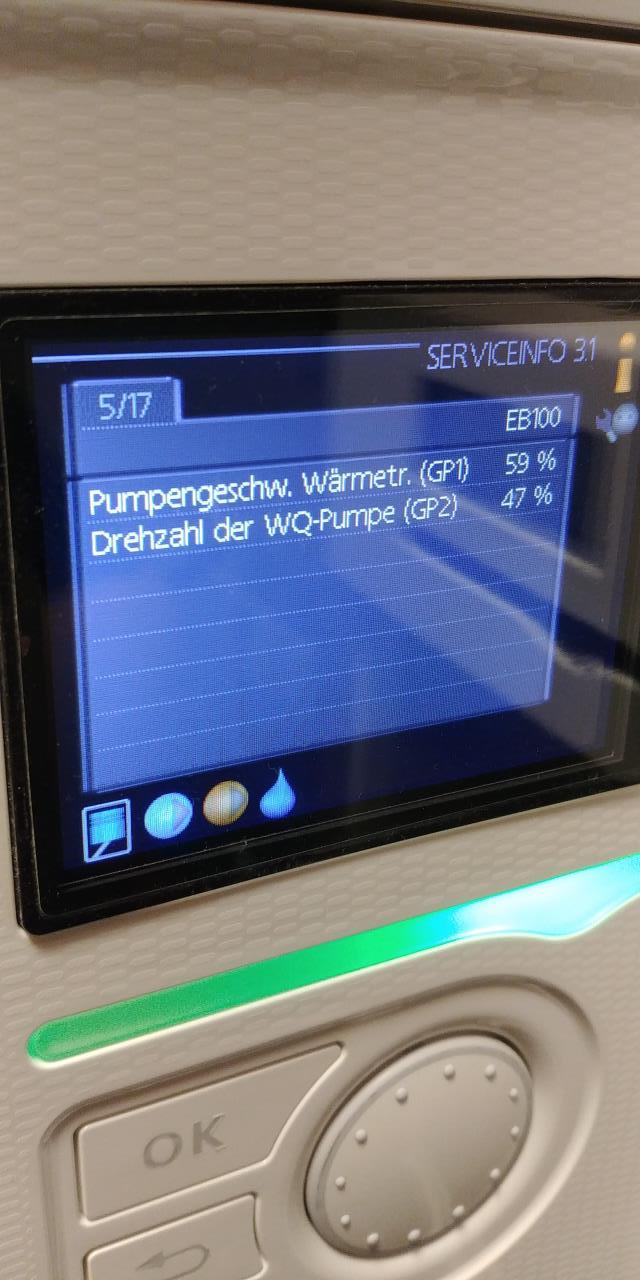 SERVICEINFO 3.1
5/17
EB100
Pumpengeschw. Wärmetr. (GP1) 59 %
Drehzahl der WQ-Pumpe (GP2) 47 %
OK